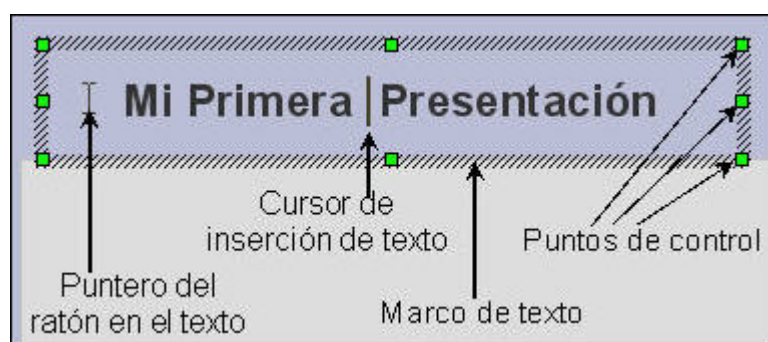 Mi Primera Presentación
Cursor de
inserción de texto
Puntos de control
Puntero del
ratón en el texto
Marco de texto